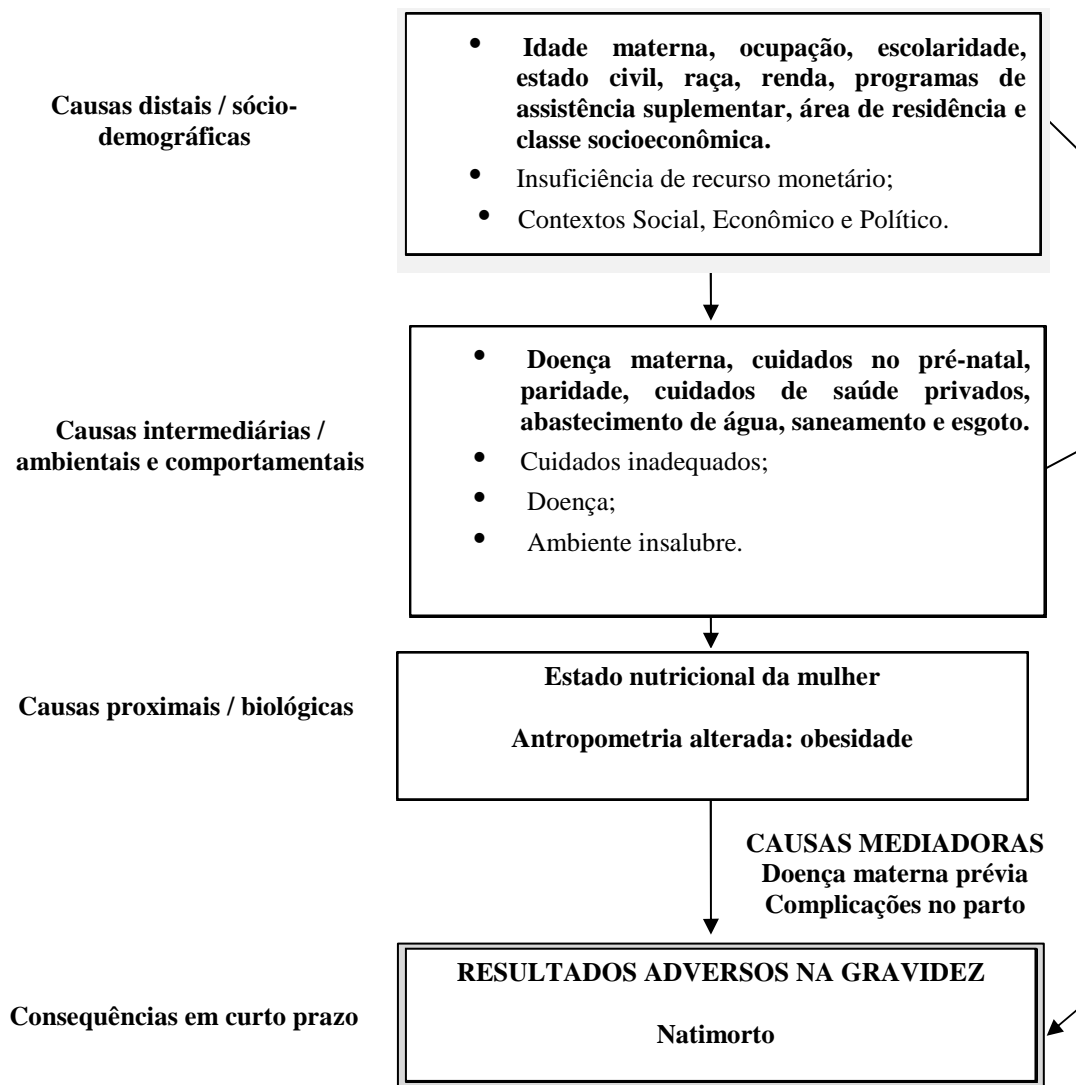 • Idade materna, ocupação, escolaridade,
estado civil, raça, renda, programas de
assistência suplementar, área de residência e
classe socioeconômica.
• Insuficiência de recurso monetário;
• Contextos Social, Econômico e Político.
Causas distais / sócio-
demográficas
• Doença materna, cuidados no pré-natal,
paridade, cuidados de saúde privados,
abastecimento de água, saneamento e esgoto.
• Cuidados inadequados;
• Doença;
• Ambiente insalubre.
Causas intermediárias /
ambientais e comportamentais
Estado nutricional da mulher
Antropometria alterada: obesidade
Causas proximais / biológicas
CAUSAS MEDIADORAS
Doença materna prévia
Complicações no parto
RESULTADOS ADVERSOS NA GRAVIDEZ
Natimorto
Consequências em curto prazo